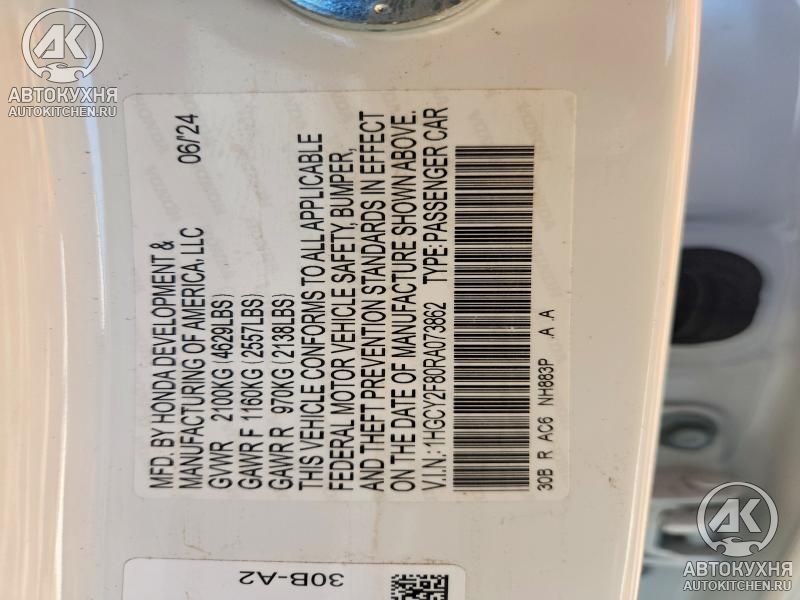 AK
АВТОКУХНЯ
AUTOKITCHEN.RU
MFD. BY HONDA DEVELOPMENT &
MANUFACTURING OF AMERICA, LLC 06/'24
GVWR 2100KG (4629LBS)
GAWR F 1160KG (2557LBS)
GAWR R 970KG (2138LBS)
THIS VEHICLE CONFORMS TO ALL APPLICABLE
FEDERAL MOTOR VEHICLE SAFETY, BUMPER,
AND THEFT PREVENTION STANDARDS IN EFFECT
ON THE DATE OF MANUFACTURE SHOWN ABOVE.
V.I.N.: 1HGCY2F80RA073862 TYPE:PASSENGER CAR
30B R AC6 NH883P .A .A
30B-A2
AK
АВТОКУХНЯ
AUTOKITCHEN.RU